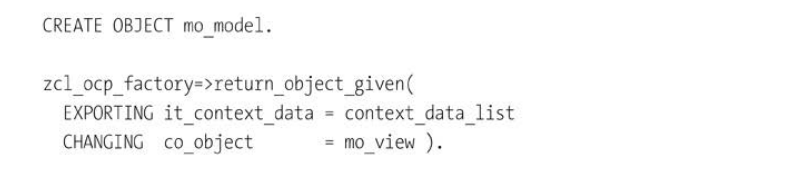 CREATE OBJECT mo_model.
zcl_ocp_factory=>return_object_given(
EXPORTING it_context_data = context_data_list
CHANGING co_object = mo_view ).